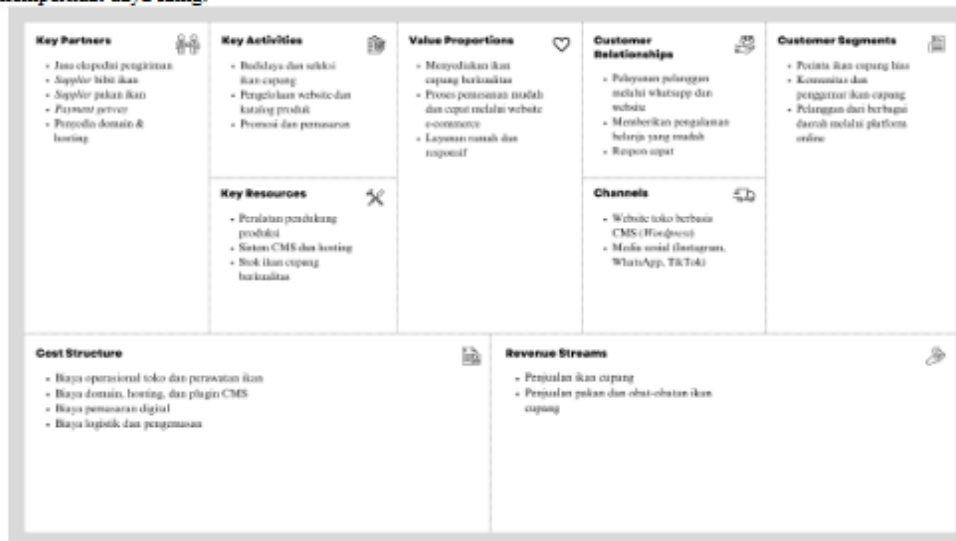 Key Partners
• Jasa ekspedisi pengiriman
• Supplier bibit ikan
• Supplier pakan ikan
• Payment
• Penyedia domain &
hosting
Key Activities
• Budidaya dan seleksi
ikan cupang
• Pengelolaan website dan
katalog produk
• Promosi dan pemasaran
Key Resources
• Peralatan pendukung
produksi
• Sistem CMS dan hosting
• Stok ikan cupang
berkualitas
Value Proportions
• Menyediakan ikan
cupang berkualitas
• Proses pemesanan mudah
dan cepat melalui website
e-commerce
• Layanan ramah dan
responsif
Customer
Relationships
• Pelayanan pelanggan
melalui whatsapp dan
website
• Memberikan pengalaman
belanja yang mudah
• Respon cepat
Channels
• Website toko berbasis
CMS (Wordpress)
• Media sosial (Instagram,
WhatsApp, TikTok)
Customer Segments
• Pecinta ikan cupang hias
• Komunitas dan
penggemar ikan cupang
• Pelanggan dari berbagai
daerah melalui platform
online
Cost Structure
• Biaya operasional toko dan perawatan ikan
• Biaya domain, hosting, dan plugin CMS
• Biaya pemasaran digital
• Biaya logistik dan pengemasan
Revenue Streams
• Penjualan ikan cupang
• Penjualan pakan dan obat-obatan ikan
cupang